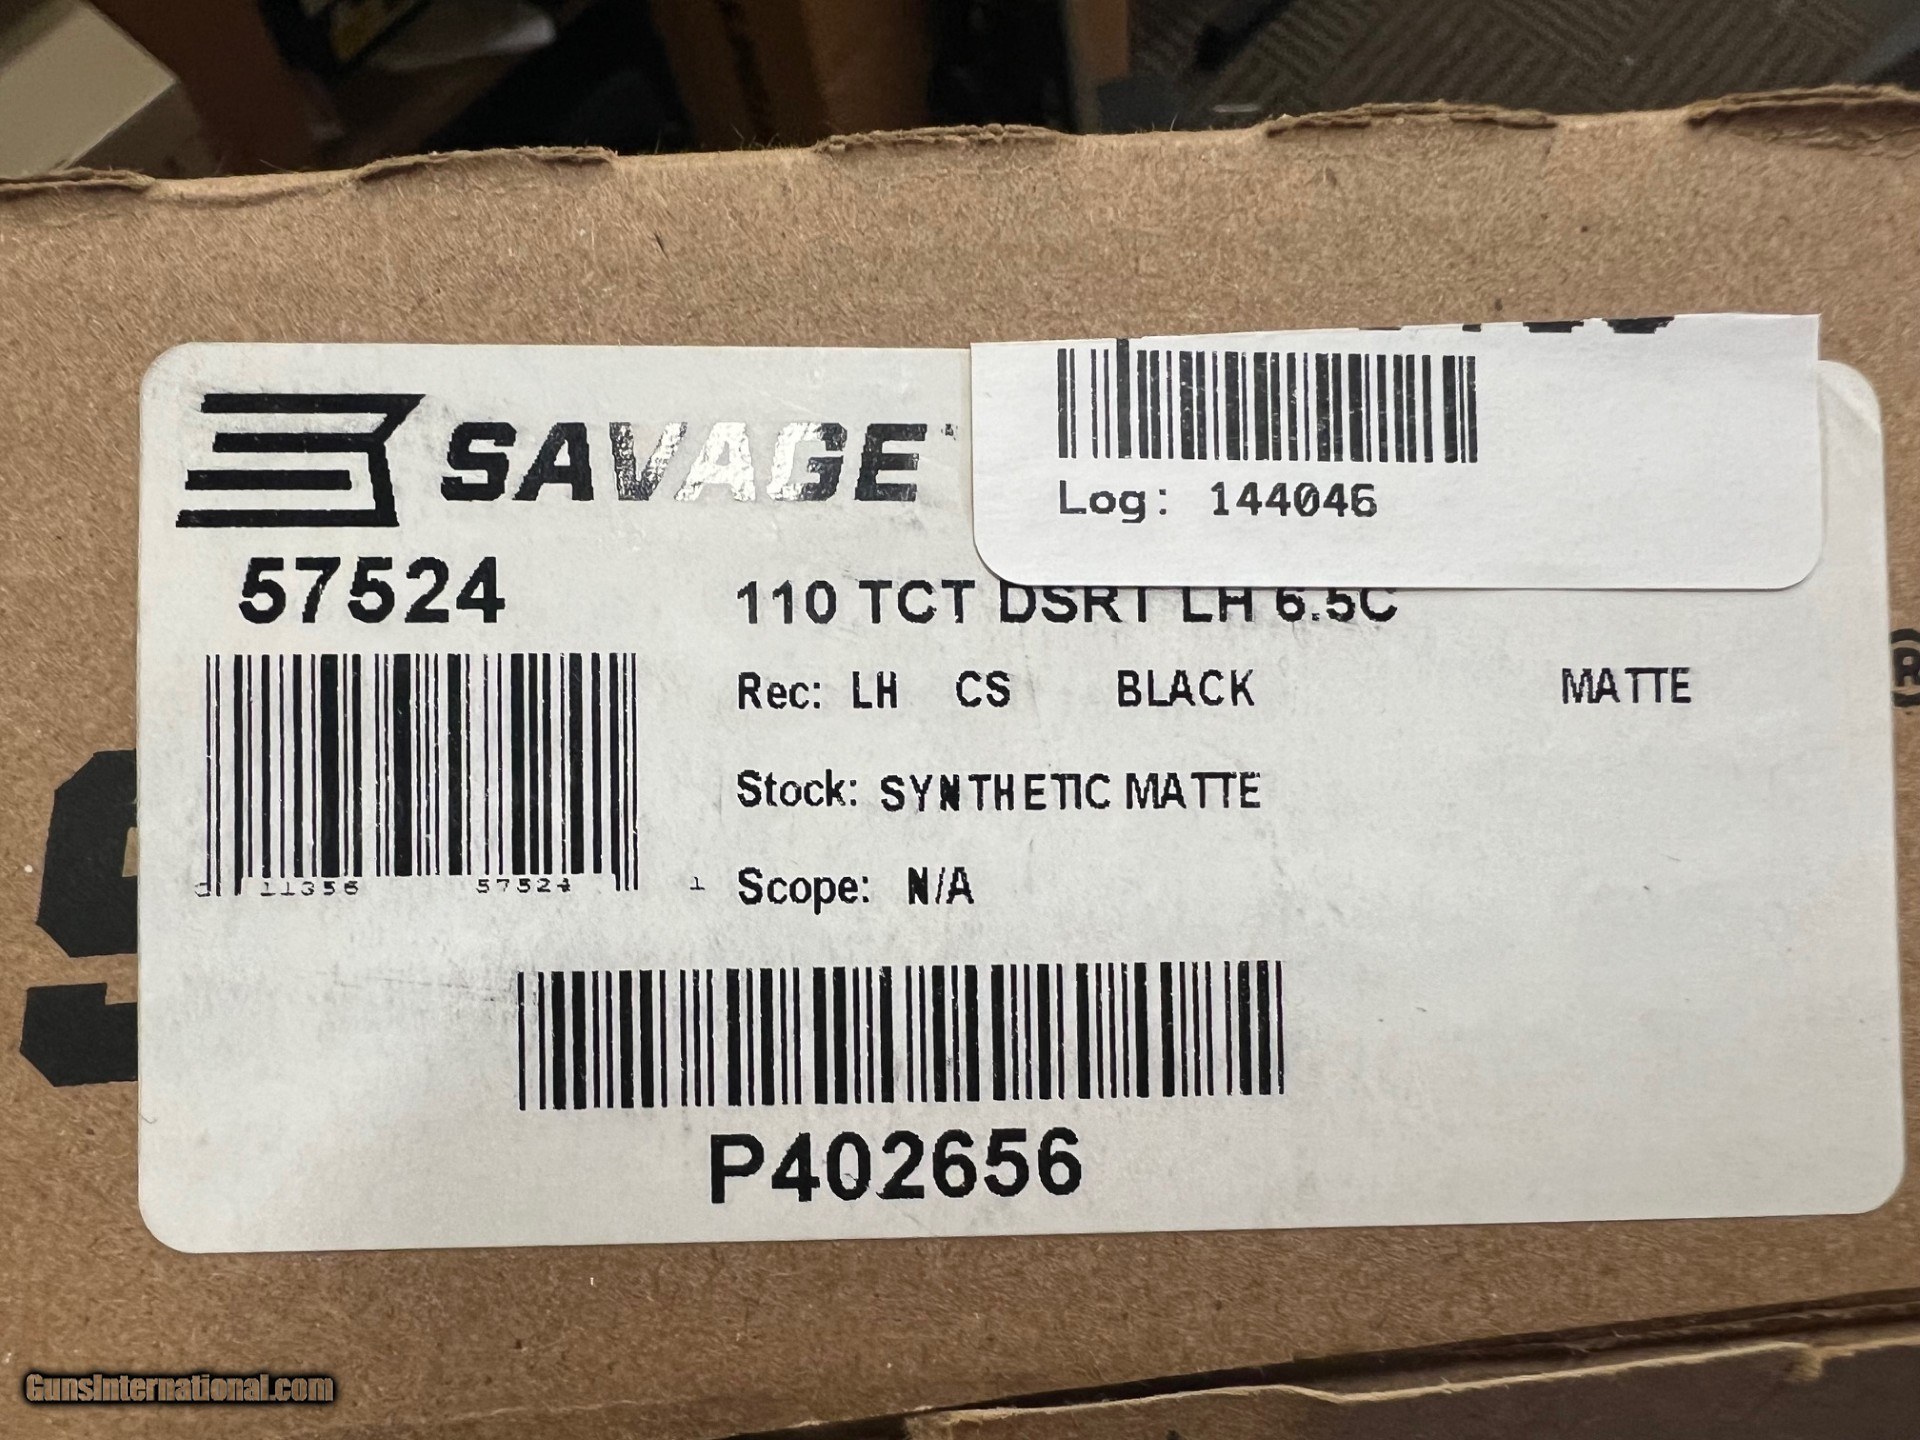 SAVAGE
Log: 144046
57524
110 TCT DSRT LH 6.5C
Rec: LH CS BLACK MATTE
Stock: SYNTHETIC MATTE
11356 57524 1
Scope: N/A
P402656
®
GunsInternational.com